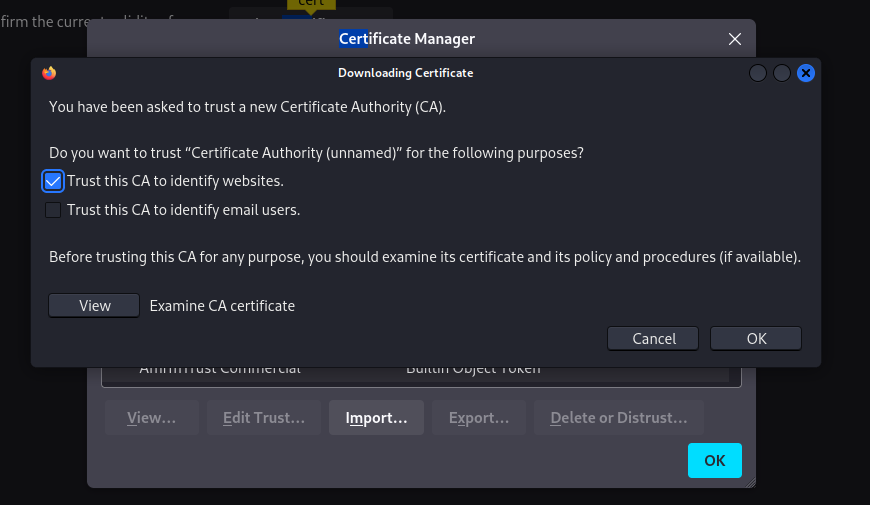 cert
firm the current
Certificate Manager
Downloading Certificate
You have been asked to trust a new Certificate Authority (CA).
Do you want to trust “Certificate Authority (unnamed)” for the following purposes?
Trust this CA to identify websites.
Trust this CA to identify email users.
Before trusting this CA for any purpose, you should examine its certificate and its policy and procedures (if available).
View Examine CA certificate
Cancel OK
AffirmTrust Commercial Builtin Object Token
View... Edit Trust... Import... Export... Delete or Distrust...
OK